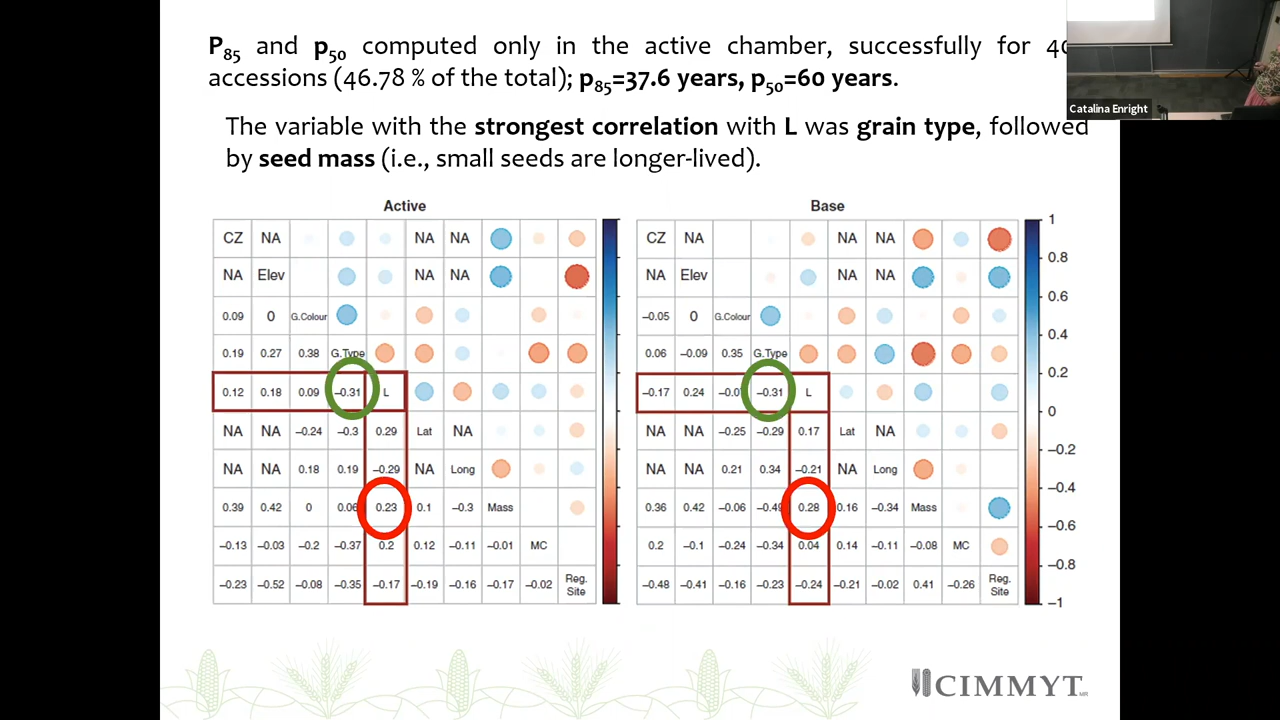 P85 and p50 computed only in the active chamber, successfully for
accessions (46.78 % of the total); p85=37.6 years, p50=60 years.
Catalina Enright
The variable with the strongest correlation with L was grain type, followed
by seed mass (i.e., small seeds are longer-lived).
Active
CZ NA NA NA
NA Elev NA NA
0.09 0 G.Colour
0.19 0.27 0.38 G.Type
0.12 0.18 0.09 −0.31 L
NA NA −0.24 −0.3 0.29 Lat NA
NA NA 0.18 0.19 −0.29 NA Long
0.39 0.42 0 0.06 0.23 0.1 −0.3 Mass
−0.13 −0.03 −0.2 −0.37 0.2 0.12 −0.11 −0.01 MC
−0.23 −0.52 −0.08 −0.35 −0.17 −0.19 −0.16 −0.17 −0.02 Reg.
Site
Base
CZ NA NA NA
NA Elev NA NA
−0.05 0 G.Colour
0.06 −0.09 0.35 G.Type
−0.17 0.24 −0.31 L
NA NA −0.25 −0.29 0.17 Lat NA
NA NA 0.21 0.34 −0.21 NA Long
0.36 0.42 −0.06 −0.49 0.28 0.16 −0.34 Mass
0.2 −0.1 −0.24 −0.34 0.04 0.14 −0.11 −0.08 MC
−0.48 −0.41 −0.16 −0.23 −0.24 −0.21 −0.02 0.41 −0.26 Reg.
Site
1
0.8
0.6
0.4
0.2
0
−0.2
−0.4
−0.6
−0.8
−1
CIMMYT
MR